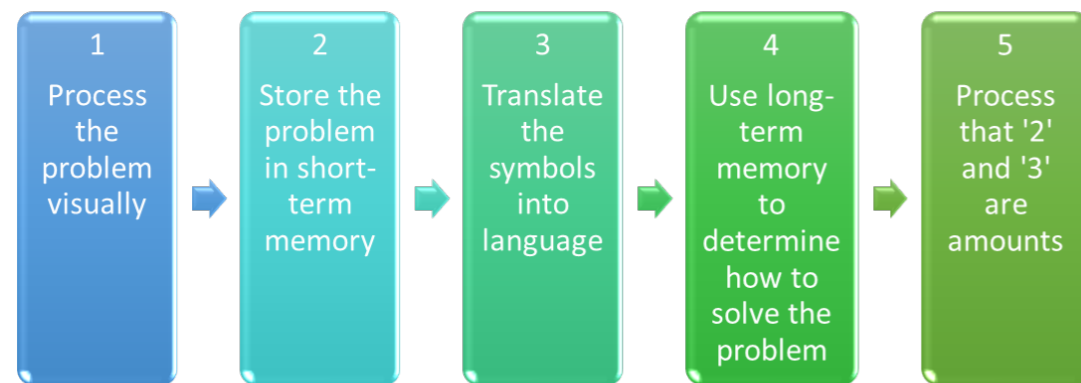 1
Process
the
problem
visually
2
Store the
problem
in short-
term
memory
3
Translate
the
symbols
into
language
4
Use long-
term
memory
to
determine
how to
solve the
problem
5
Process
that '2'
and '3'
are
amounts